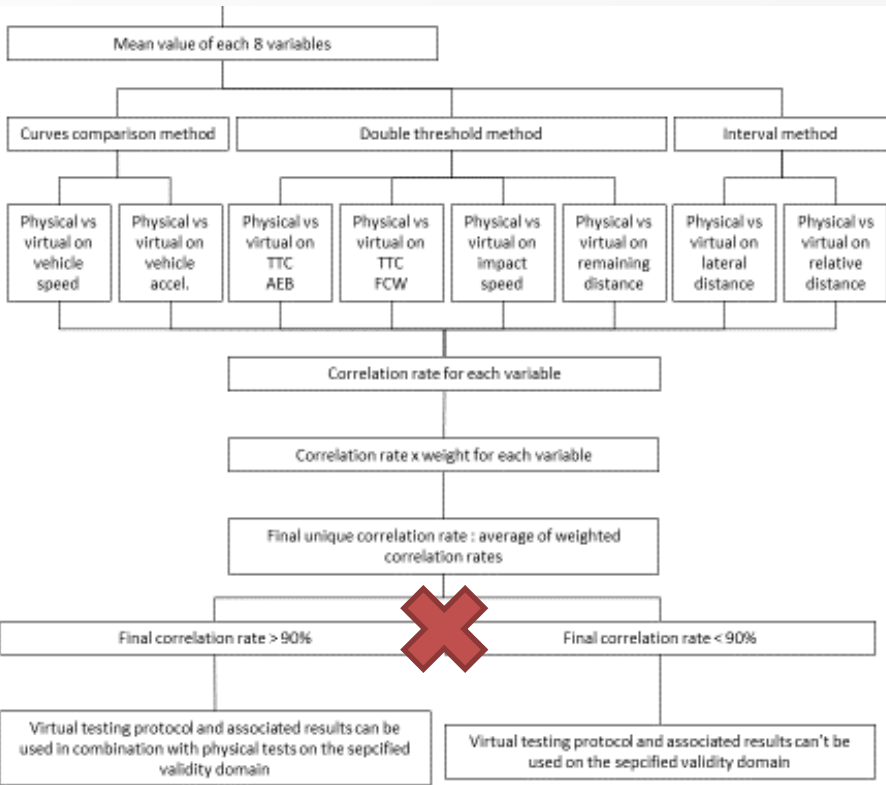 Mean value of each 8 variables
Curves comparison method
Double threshold method
Interval method
Physical vs
virtual on
vehicle
speed
Physical vs
virtual on
vehicle
accel.
Physical vs
virtual on
TTC
AEB
Physical vs
virtual on
TTC
FCW
Physical vs
virtual on
impact
speed
Physical vs
virtual on
remaining
distance
Physical vs
virtual on
lateral
distance
Physical vs
virtual on
relative
distance
Correlation rate for each variable
Correlation rate x weight for each variable
Final unique correlation rate : average of weighted
correlation rates
Final correlation rate > 90%
Final correlation rate < 90%
Virtual testing protocol and associated results can be
used in combination with physical tests on the sepcified
validity domain
Virtual testing protocol and associated results can't be
used on the sepcified validity domain